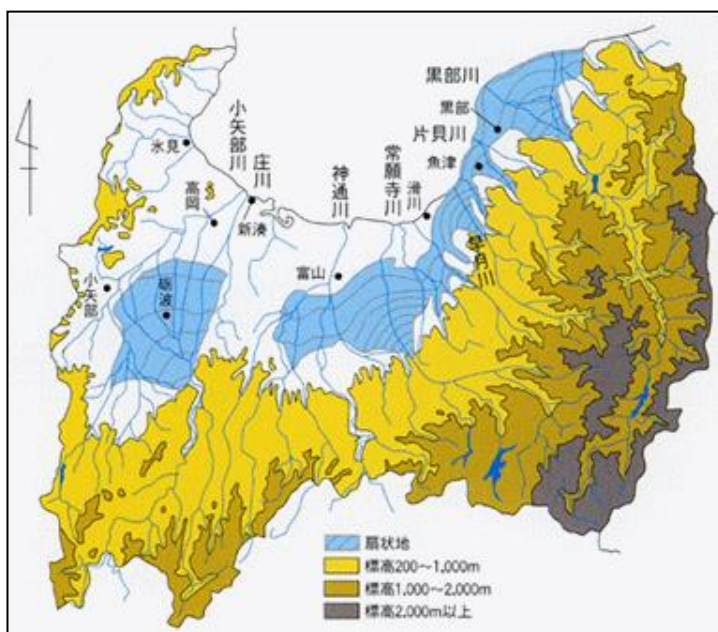 黒部川
黒部
片貝川
魚津
小矢部川
庄川
神通川
常願寺川
滑川
早月川
氷見
高岡
新湊
富山
小矢部
砺波
扇状地
標高200〜1,000m
標高1,000〜2,000m
標高2,000m以上